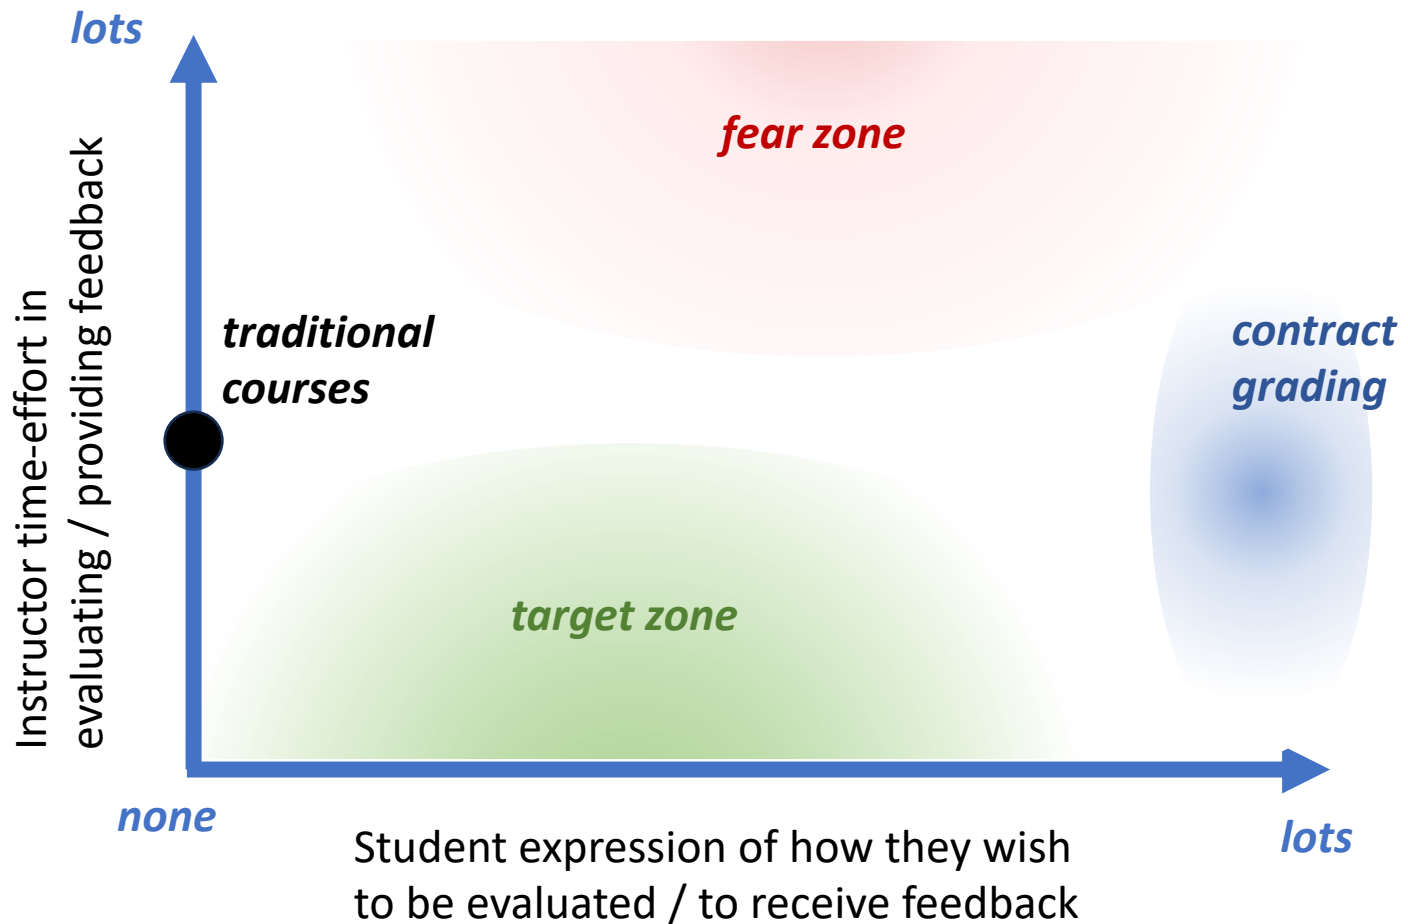 lots
Instructor time-effort in
evaluating / providing feedback
fear zone
traditional
courses
contract
grading
target zone
none
lots
Student expression of how they wish
to be evaluated / to receive feedback